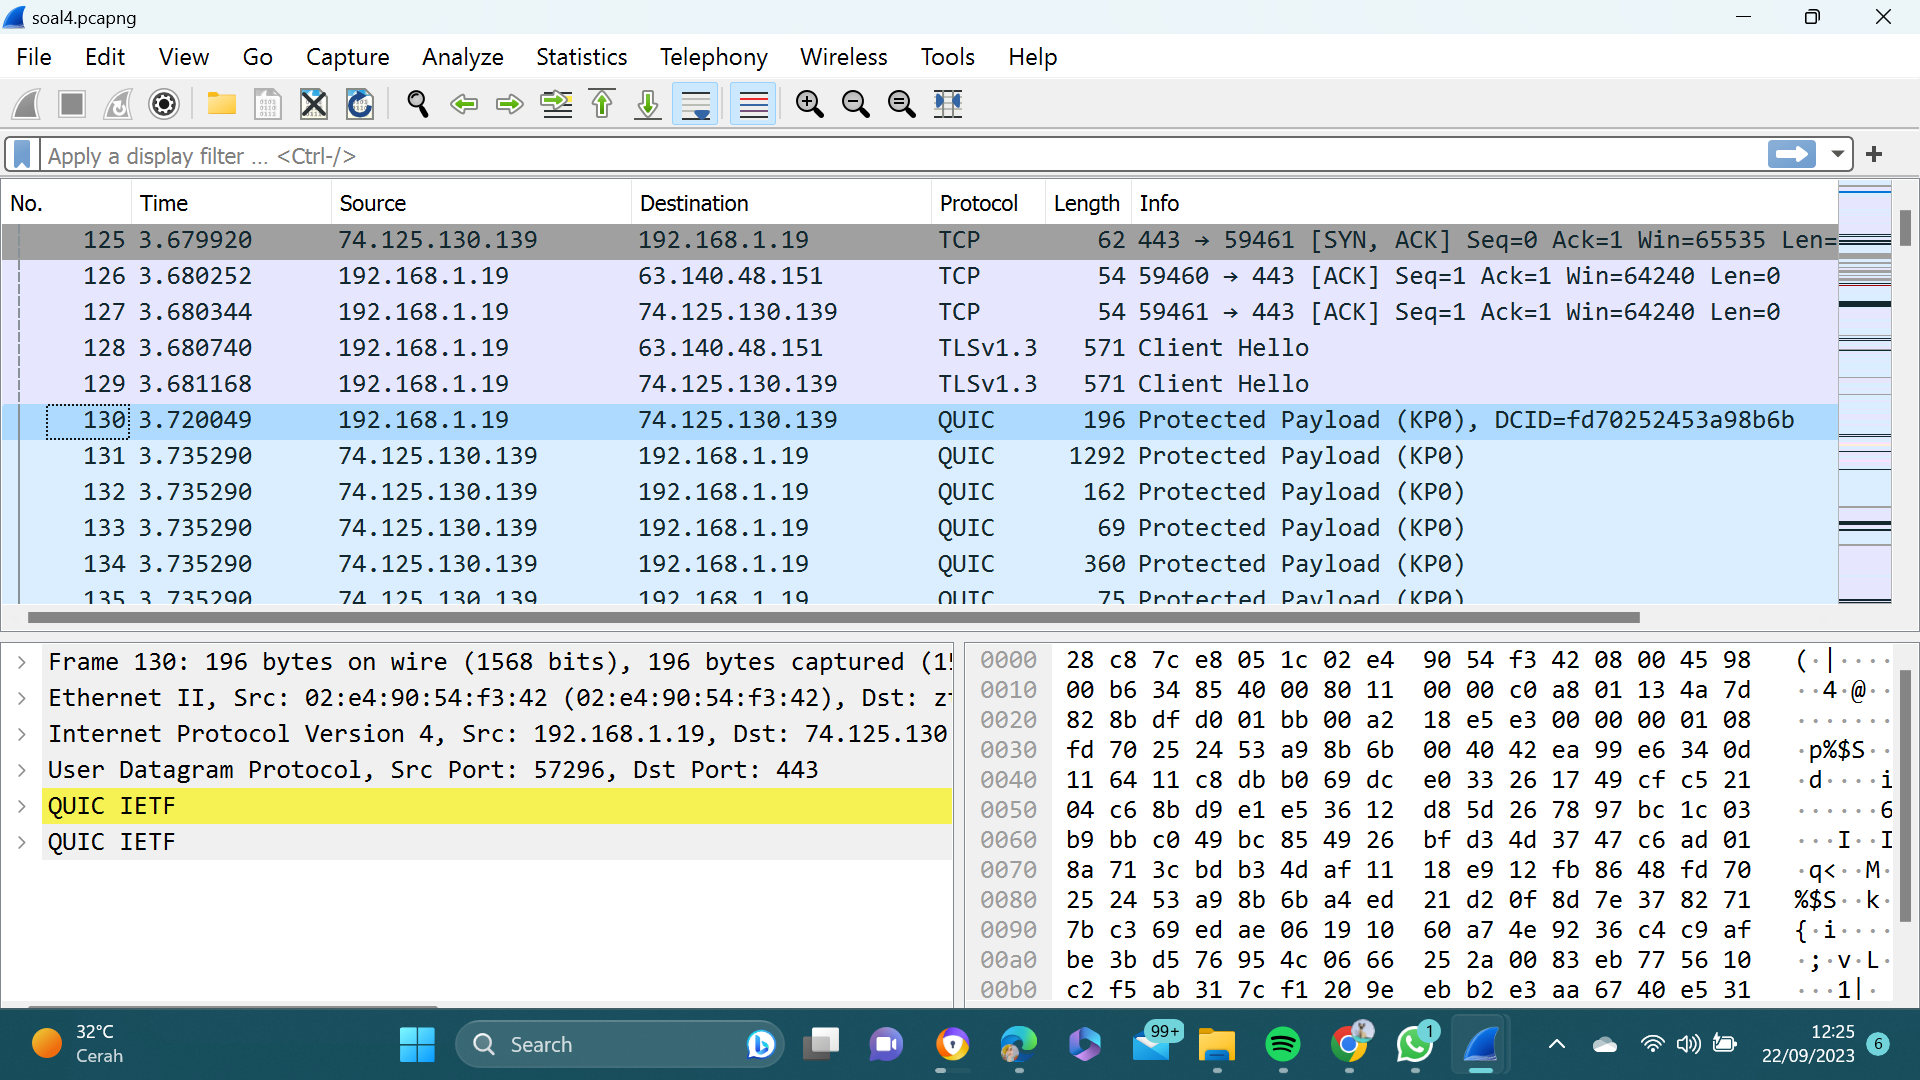 soal4.pcapng
File Edit View Go Capture Analyze Statistics Telephony Wireless Tools Help
Apply a display filter ... <Ctrl-/>
No. Time Source Destination Protocol Length Info
125 3.679920 74.125.130.139 192.168.1.19 TCP 62 443 → 59461 [SYN, ACK] Seq=0 Ack=1 Win=65535 Len=
126 3.680252 192.168.1.19 63.140.48.151 TCP 54 59460 → 443 [ACK] Seq=1 Ack=1 Win=64240 Len=0
127 3.680344 192.168.1.19 74.125.130.139 TCP 54 59461 → 443 [ACK] Seq=1 Ack=1 Win=64240 Len=0
128 3.680740 192.168.1.19 63.140.48.151 TLSv1.3 571 Client Hello
129 3.681168 192.168.1.19 74.125.130.139 TLSv1.3 571 Client Hello
130 3.720049 192.168.1.19 74.125.130.139 QUIC 196 Protected Payload (KP0), DCID=fd70252453a98b6b
131 3.735290 74.125.130.139 192.168.1.19 QUIC 1292 Protected Payload (KP0)
132 3.735290 74.125.130.139 192.168.1.19 QUIC 162 Protected Payload (KP0)
133 3.735290 74.125.130.139 192.168.1.19 QUIC 69 Protected Payload (KP0)
134 3.735290 74.125.130.139 192.168.1.19 QUIC 360 Protected Payload (KP0)
135 3.735290 74.125.130.139 192.168.1.19 QUIC 75 Protected Payload (KP0)
Frame 130: 196 bytes on wire (1568 bits), 196 bytes captured (1
Ethernet II, Src: 02:e4:90:54:f3:42 (02:e4:90:54:f3:42), Dst: z
Internet Protocol Version 4, Src: 192.168.1.19, Dst: 74.125.130
User Datagram Protocol, Src Port: 57296, Dst Port: 443
QUIC IETF
QUIC IETF
0000 28 c8 7c e8 05 1c 02 e4 90 54 f3 42 08 00 45 98 (·|····
0010 00 b6 34 85 40 00 80 11 00 00 c0 a8 01 13 4a 7d ··4·@··
0020 82 8b df d0 01 bb 00 a2 18 e5 e3 00 00 00 01 08 ·······
0030 fd 70 25 24 53 a9 8b 6b 00 40 42 ea 99 e6 34 0d ·p%$S··
0040 11 64 11 c8 db b0 69 dc e0 33 26 17 49 cf c5 21 ·d····i
0050 04 c6 8b d9 e1 e5 36 12 d8 5d 26 78 97 bc 1c 03 ······6
0060 b9 bb c0 49 bc 85 49 26 bf d3 4d 37 47 c6 ad 01 ···I··I
0070 8a 71 3c bd b3 4d af 11 18 e9 12 fb 86 48 fd 70 ·q<··M·
0080 25 24 53 a9 8b 6b a4 ed 21 d2 0f 8d 7e 37 82 71 %$S··k·
0090 7b c3 69 ed ae 06 19 10 60 a7 4e 92 36 c4 c9 af {·i····
00a0 be 3b d5 76 95 4c 06 66 25 2a 00 83 eb 77 56 10 ·;·v·L·
00b0 c2 f5 ab 31 7c f1 20 9e eb b2 e3 aa 67 40 e5 31 ···1|·
32°C
Cerah
Search
99+
1
12:25
22/09/2023
6